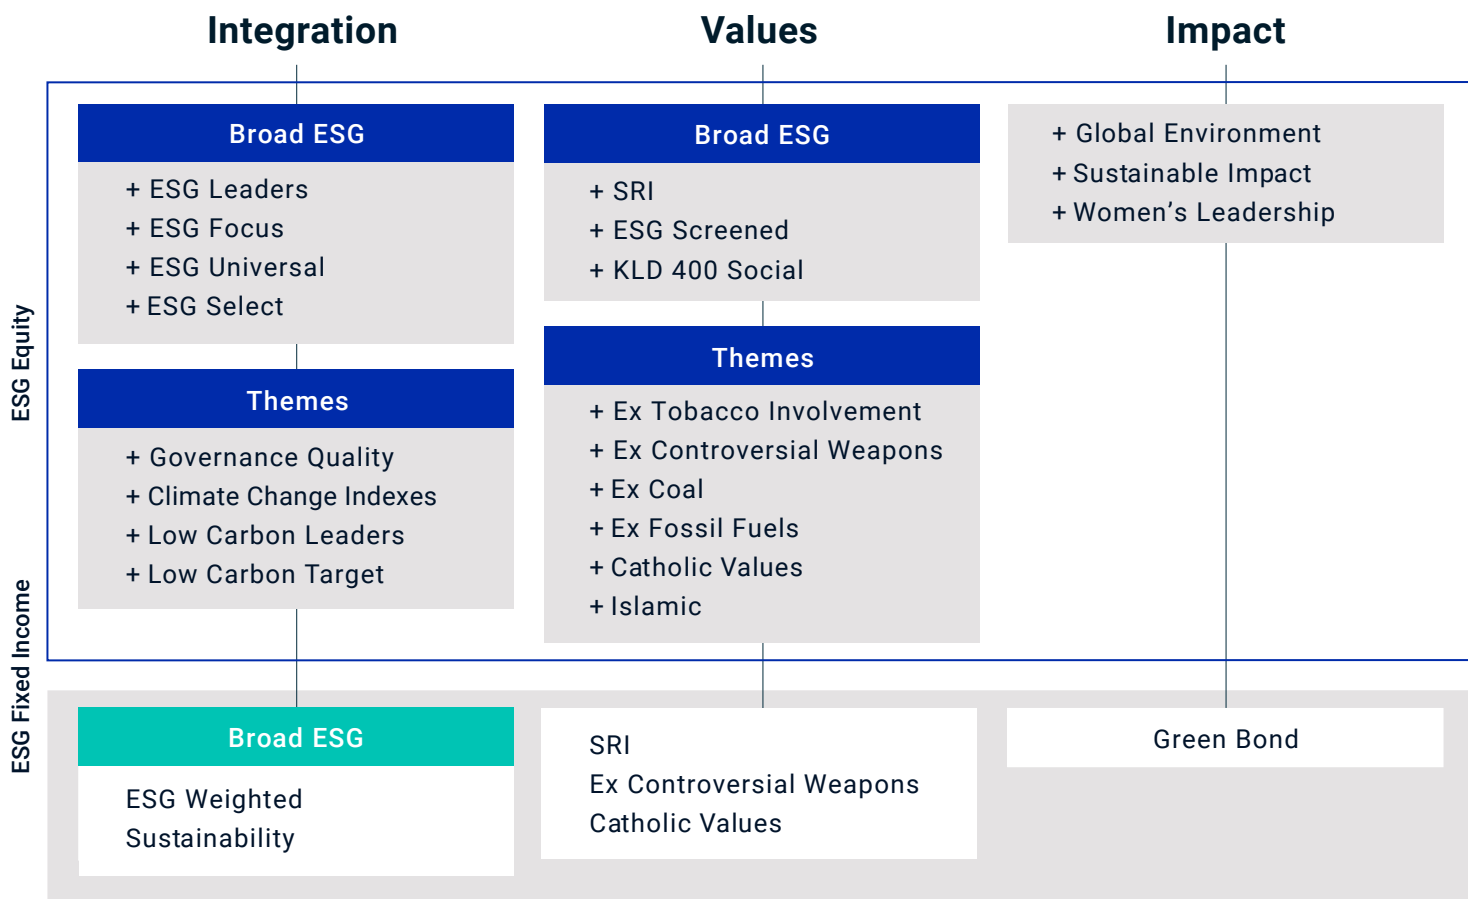 Integration
Values
Impact
ESG Equity
Broad ESG
+ ESG Leaders
+ ESG Focus
+ ESG Universal
+ ESG Select
Themes
+ Governance Quality
+ Climate Change Indexes
+ Low Carbon Leaders
+ Low Carbon Target
Broad ESG
+ SRI
+ ESG Screened
+ KLD 400 Social
Themes
+ Ex Tobacco Involvement
+ Ex Controversial Weapons
+ Ex Coal
+ Ex Fossil Fuels
+ Catholic Values
+ Islamic
+ Global Environment
+ Sustainable Impact
+ Women’s Leadership
ESG Fixed Income
Broad ESG
ESG Weighted
Sustainability
SRI
Ex Controversial Weapons
Catholic Values
Green Bond